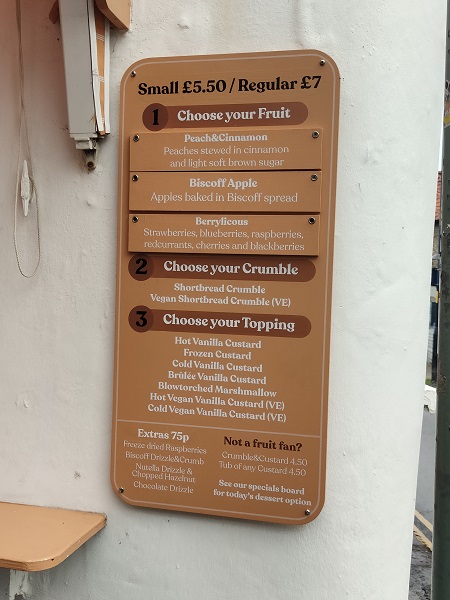 Small £5.50 / Regular £7
1 Choose your Fruit
Peach&Cinnamon
Peaches stewed in cinnamon
and light soft brown sugar
Biscoff Apple
Apples baked in Biscoff spread
Berrylicous
Strawberries, blueberries, raspberries,
redcurrants, cherries and blackberries
2 Choose your Crumble
Shortbread Crumble
Vegan Shortbread Crumble (VE)
3 Choose your Topping
Hot Vanilla Custard
Frozen Custard
Cold Vanilla Custard
Brûlée Vanilla Custard
Blowtorched Marshmallow
Hot Vegan Vanilla Custard (VE)
Cold Vegan Vanilla Custard (VE)
Extras 75p
Freeze dried Raspberries
Biscoff Drizzle&Crumb
Nutella Drizzle &
Chopped Hazelnut
Chocolate Drizzle
Not a fruit fan?
Crumble&Custard 4.50
Tub of any Custard 4.50
See our specials board
for today's dessert option